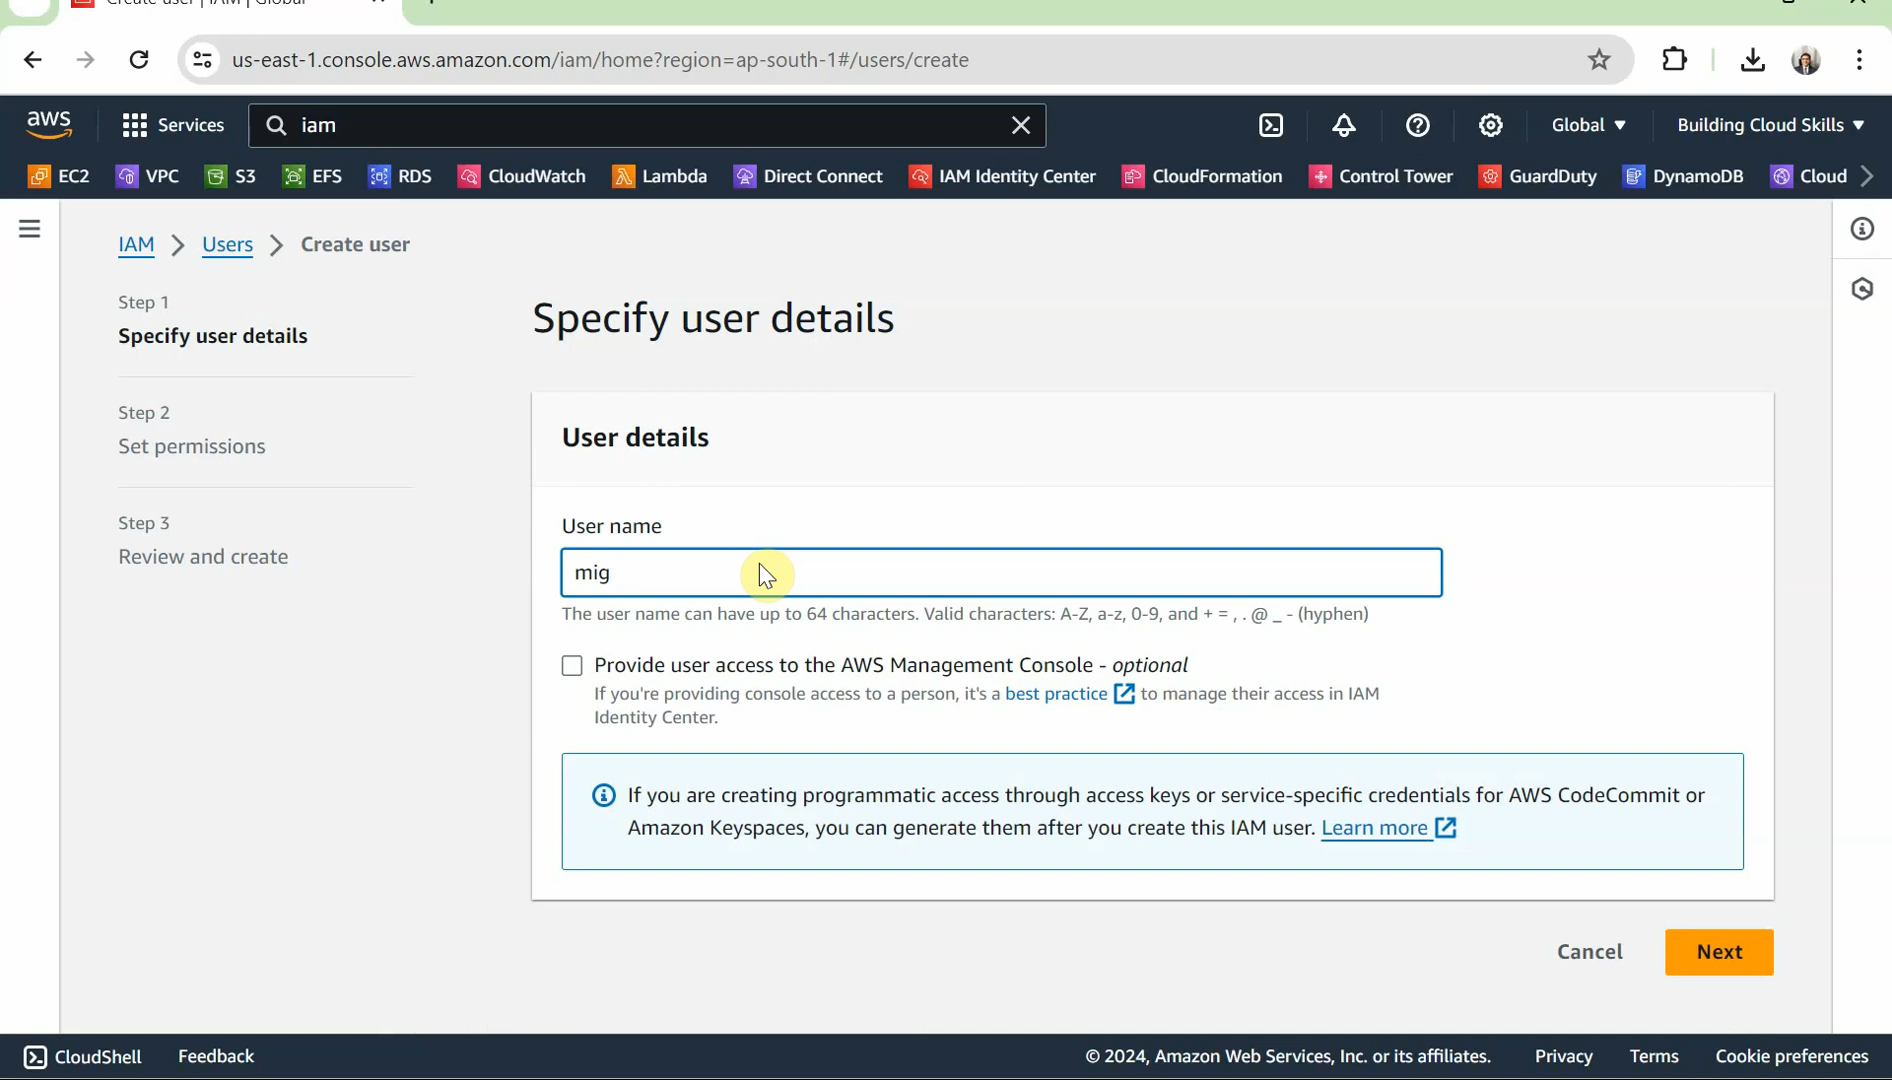 Create user | IAM | Global
us-east-1.console.aws.amazon.com/iam/home?region=ap-south-1#/users/create
aws
Services
iam
Global
Building Cloud Skills
EC2
VPC
S3
EFS
RDS
CloudWatch
Lambda
Direct Connect
IAM Identity Center
CloudFormation
Control Tower
GuardDuty
DynamoDB
Cloud
IAM
Users
Create user
Step 1
Specify user details
Step 2
Set permissions
Step 3
Review and create
Specify user details
User details
User name
mig
The user name can have up to 64 characters. Valid characters: A-Z, a-z, 0-9, and + = , . @ _ - (hyphen)
Provide user access to the AWS Management Console - optional
If you're providing console access to a person, it's a best practice to manage their access in IAM
Identity Center.
If you are creating programmatic access through access keys or service-specific credentials for AWS CodeCommit or
Amazon Keyspaces, you can generate them after you create this IAM user. Learn more
Cancel
Next
CloudShell
Feedback
© 2024, Amazon Web Services, Inc. or its affiliates.
Privacy
Terms
Cookie preferences